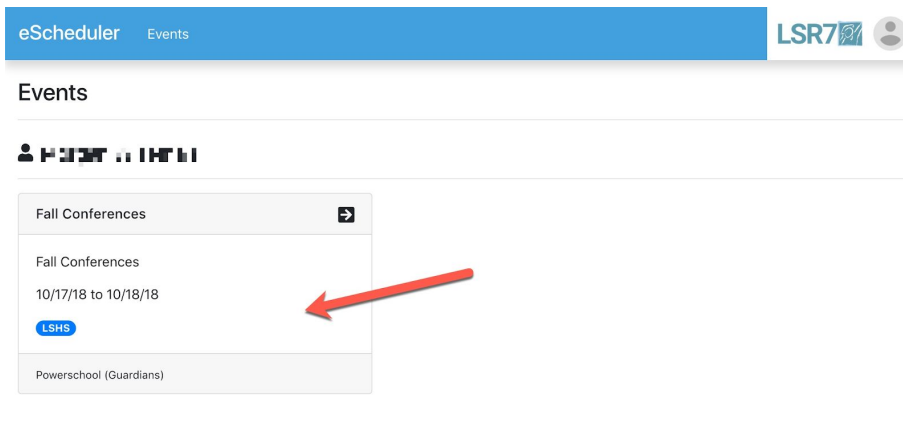 eScheduler Events LSR7
Events
Fall Conferences
Fall Conferences
10/17/18 to 10/18/18
LSHS
Powerschool (Guardians)